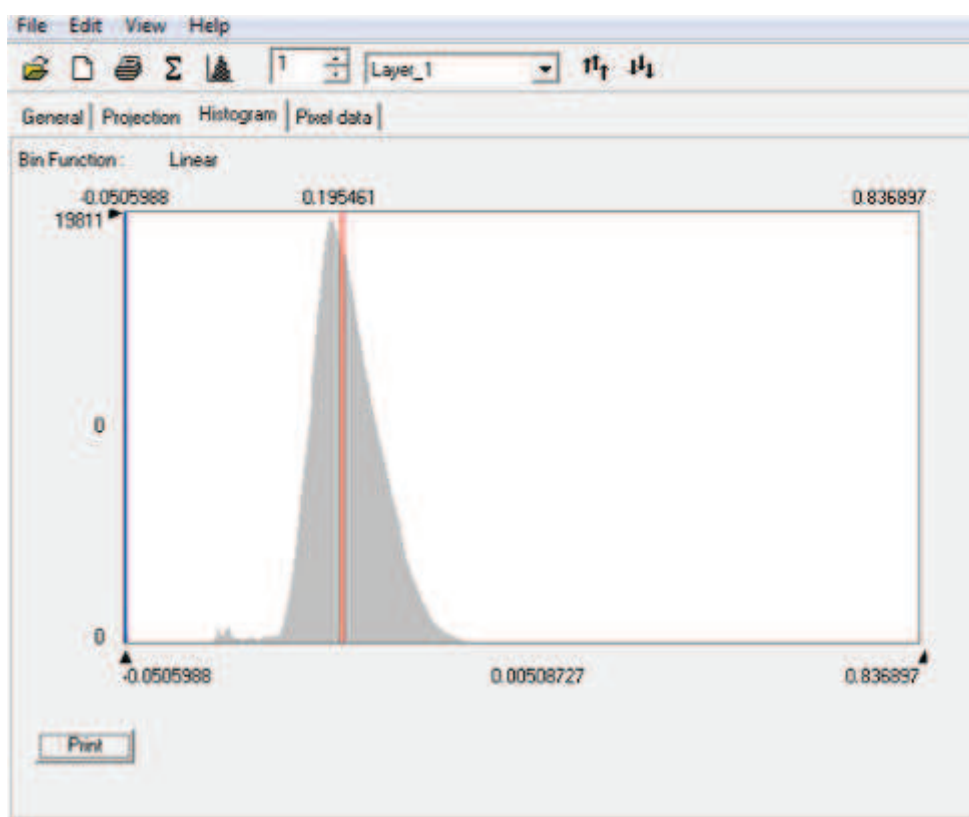 File Edit View Help
Σ 1 Layer_1
General Projection Histogram Pixel data
Bin Function : Linear
-0.0505988 0.195461 0.836897
19811
0
0
-0.0505988 0.00508727 0.836897
Print